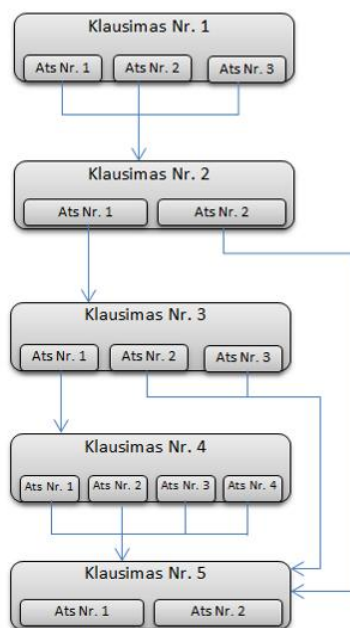 Klausimas Nr. 1
Ats Nr. 1 Ats Nr. 2 Ats Nr. 3
Klausimas Nr. 2
Ats Nr. 1 Ats Nr. 2
Klausimas Nr. 3
Ats Nr. 1 Ats Nr. 2 Ats Nr. 3
Klausimas Nr. 4
Ats Nr. 1 Ats Nr. 2 Ats Nr. 3 Ats Nr. 4
Klausimas Nr. 5
Ats Nr. 1 Ats Nr. 2